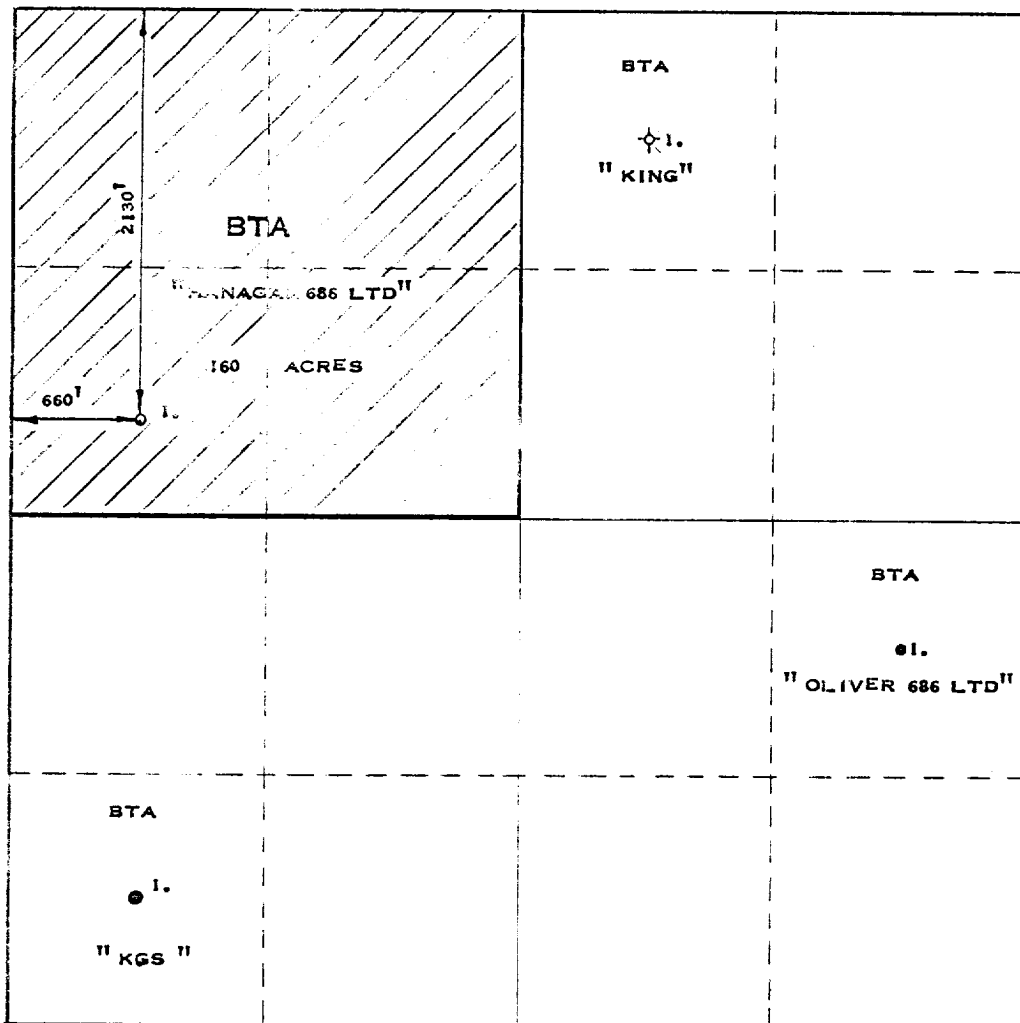 BTA
1.
" KING"
2130'
BTA
686 LTD"
160 ACRES
660'
1.
BTA
1.
" OLIVER 686 LTD"
BTA
1.
" KGS "